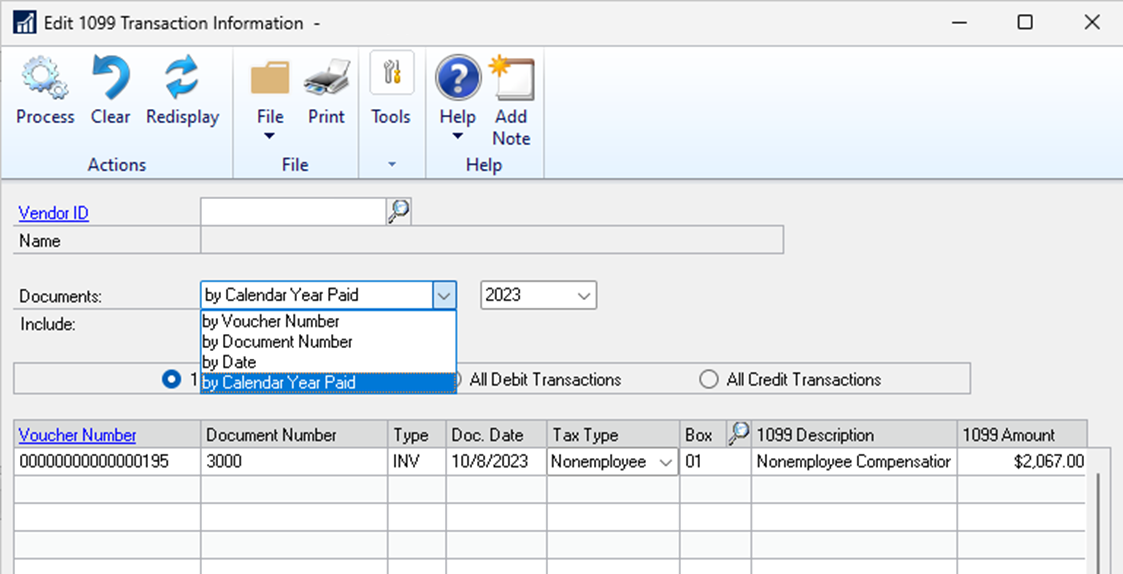 Edit 1099 Transaction Information -
Process Clear Redisplay File Print Tools Help Add Note
Actions File Help
Vendor ID
Name
Documents: by Calendar Year Paid 2023
by Voucher Number
Include:
by Document Number
by Date
by Calendar Year Paid
1 All Debit Transactions All Credit Transactions
Voucher Number Document Number Type Doc. Date Tax Type Box 1099 Description 1099 Amount
00000000000000195 3000 INV 10/8/2023 Nonemployee 01 Nonemployee Compensation $2,067.00